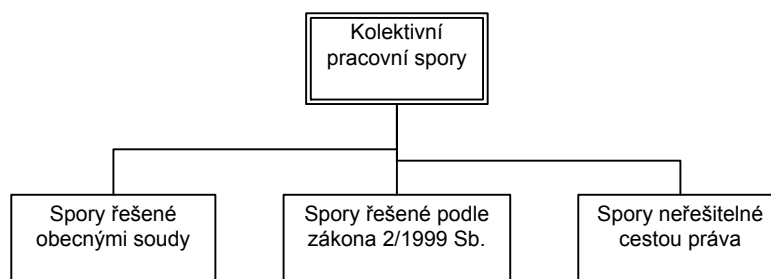 Kolektivní
pracovní spory
Spory řešené
obecnými soudy
Spory řešené podle
zákona 2/1999 Sb.
Spory neřešitelné
cestou práva